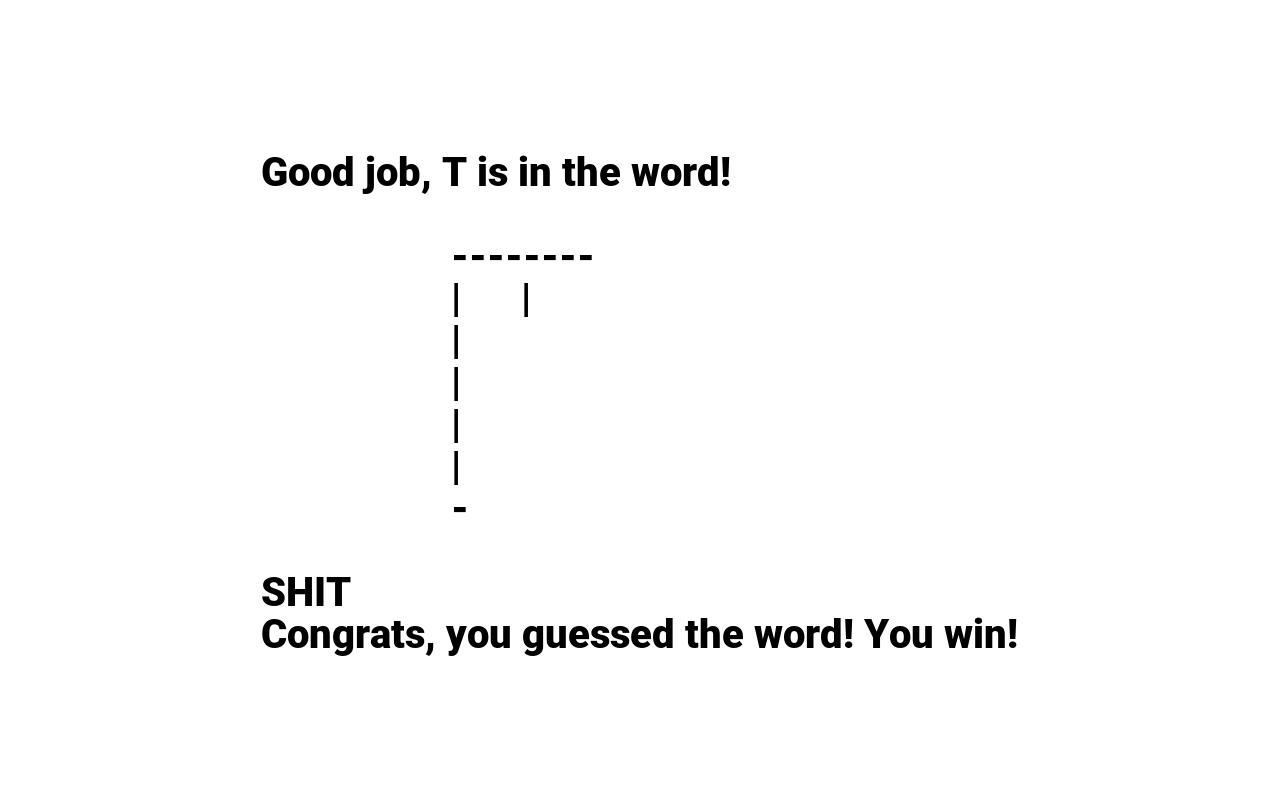 Good job, T is in the word!
--------
|      |
|
|
|
|
-
SHIT
Congrats, you guessed the word! You win!